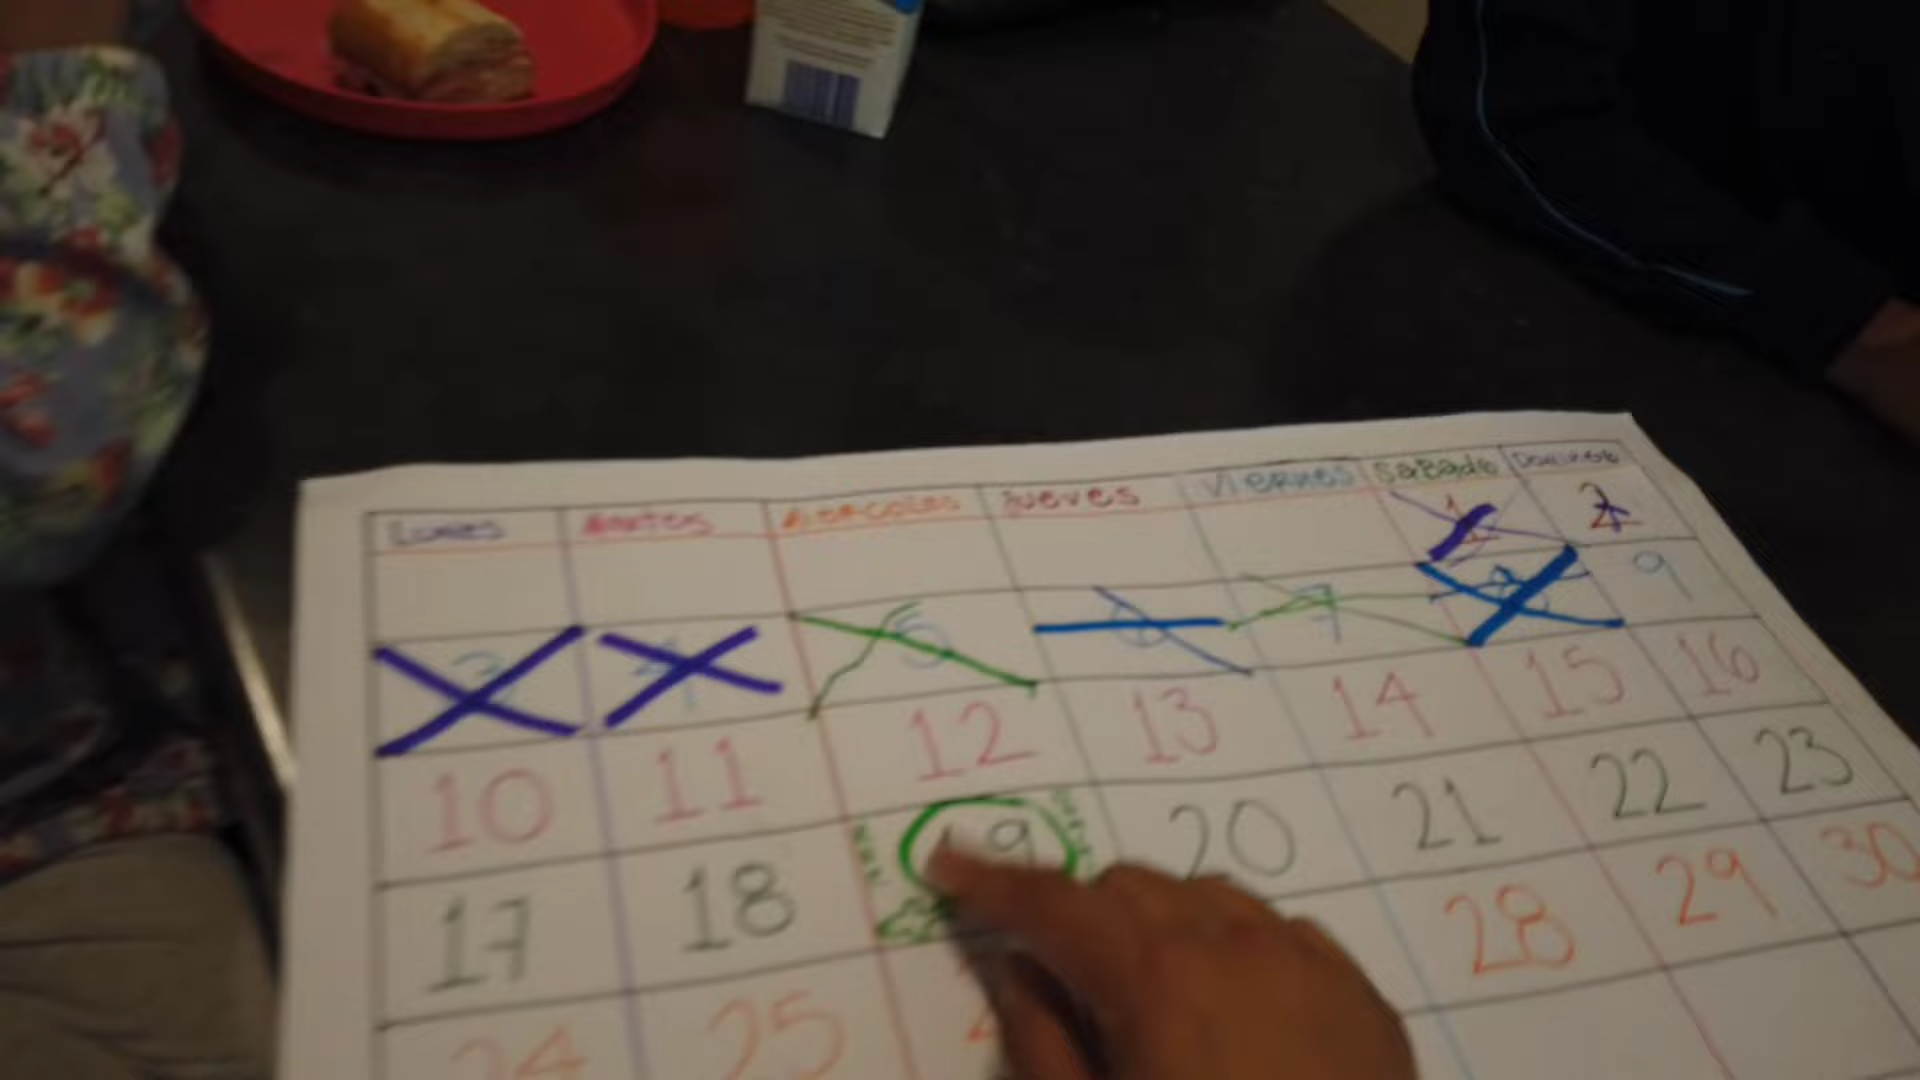 Lunes Martes Miercoles Jueves Viernes Sabado Domingo
1 2
3 4 5 6 7 8 9
10 11 12 13 14 15 16
17 18 19 20 21 22 23
24 25 28 29 30